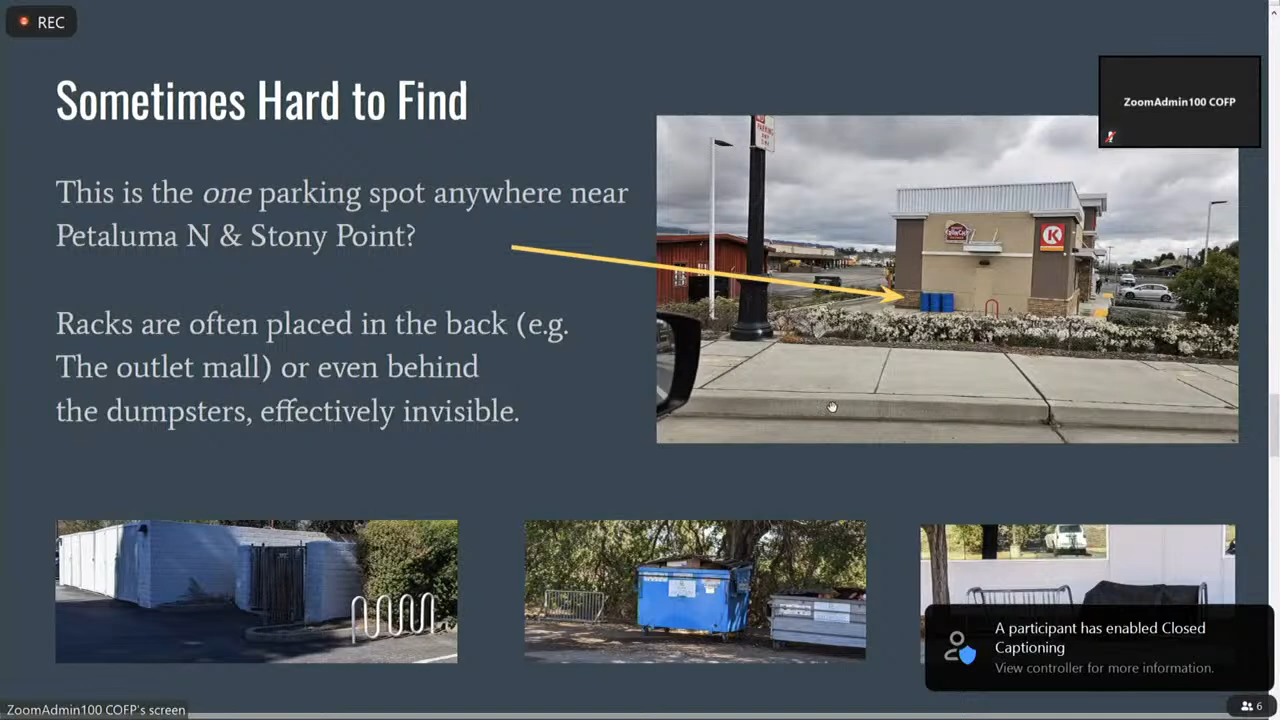 REC
Sometimes Hard to Find
ZoomAdmin100 COFP
This is the one parking spot anywhere near
Petaluma N & Stony Point?
Racks are often placed in the back (e.g.
The outlet mall) or even behind
the dumpsters, effectively invisible.
PARKING
K
A participant has enabled Closed
Captioning
View controller for more information.
ZoomAdmin100 COFP's screen
6